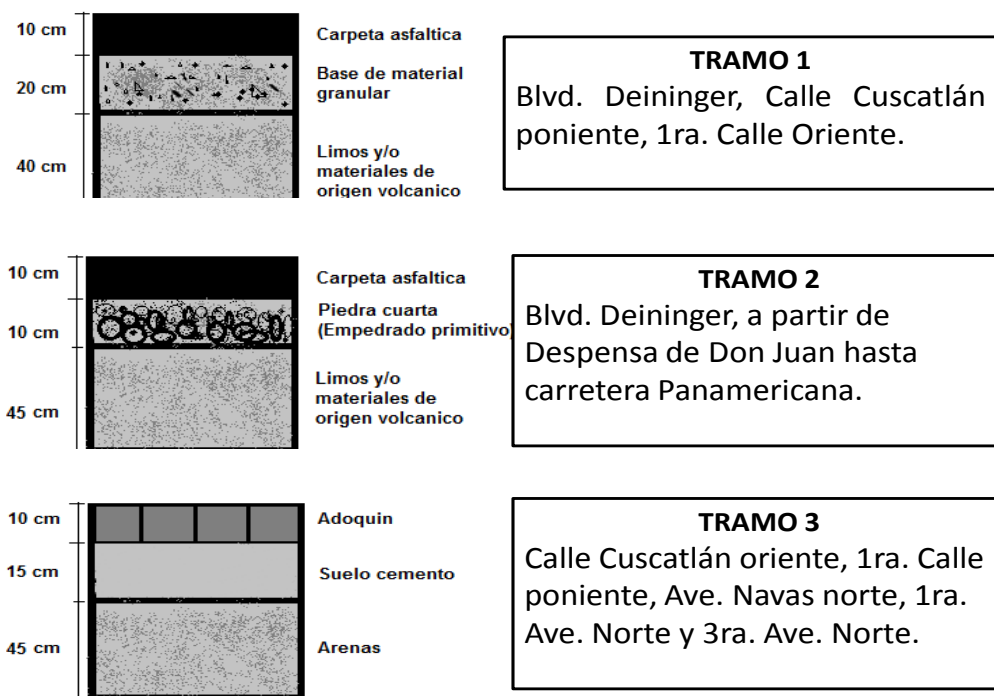 10 cm
Carpeta asfaltica
20 cm
Base de material
granular
40 cm
Limos y/o
materiales de
origen volcanico
TRAMO 1
Blvd. Deininger, Calle Cuscatlán
poniente, 1ra. Calle Oriente.
10 cm
Carpeta asfaltica
10 cm
Piedra cuarta
(Empedrado primitivo)
45 cm
Limos y/o
materiales de
origen volcanico
TRAMO 2
Blvd. Deininger, a partir de
Despensa de Don Juan hasta
carretera Panamericana.
10 cm
Adoquin
15 cm
Suelo cemento
45 cm
Arenas
TRAMO 3
Calle Cuscatlán oriente, 1ra. Calle
poniente, Ave. Navas norte, 1ra.
Ave. Norte y 3ra. Ave. Norte.